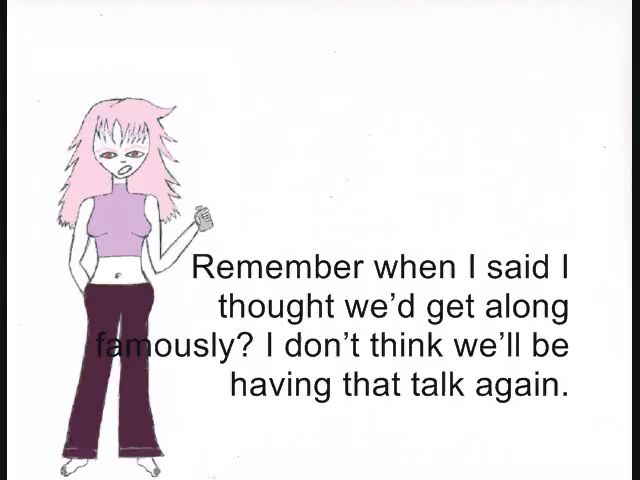 Remember when I said I
thought we’d get along
famously? I don’t think we’ll be
having that talk again.